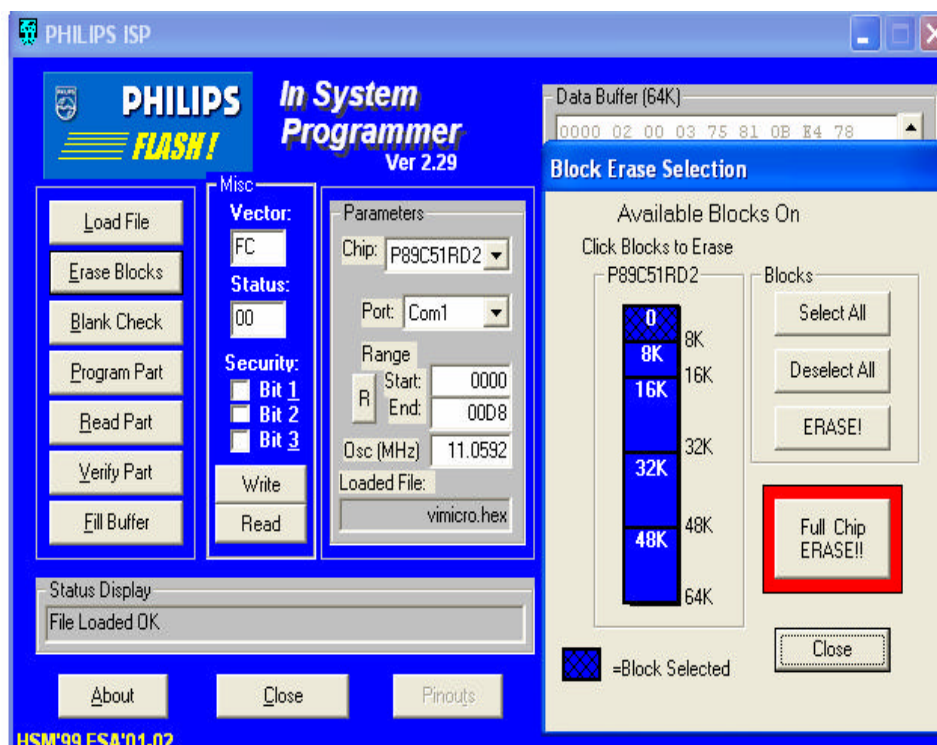 PHILIPS ISP
PHILIPS
FLASH!
In System
Programmer
Ver 2.29
Data Buffer (64K)
0000 02 00 03 75 81 0B E4 78
Load File
Erase Blocks
Blank Check
Program Part
Read Part
Verify Part
Fill Buffer
Misc
Vector:
FC
Status:
00
Security:
Bit 1
Bit 2
Bit 3
Write
Read
Parameters
Chip: P89C51RD2
Port: Com1
Range
R
Start: 0000
End: 00D8
Osc (MHz) 11.0592
Loaded File:
vimicro.hex
Block Erase Selection
Available Blocks On
Click Blocks to Erase
P89C51RD2
0
8K
8K
16K
16K
32K
32K
48K
48K
64K
Blocks
Select All
Deselect All
ERASE!
Full Chip
ERASE!!
Close
=Block Selected
Status Display
File Loaded OK
About
Close
Pinouts
HSM'99 ESA'01-02